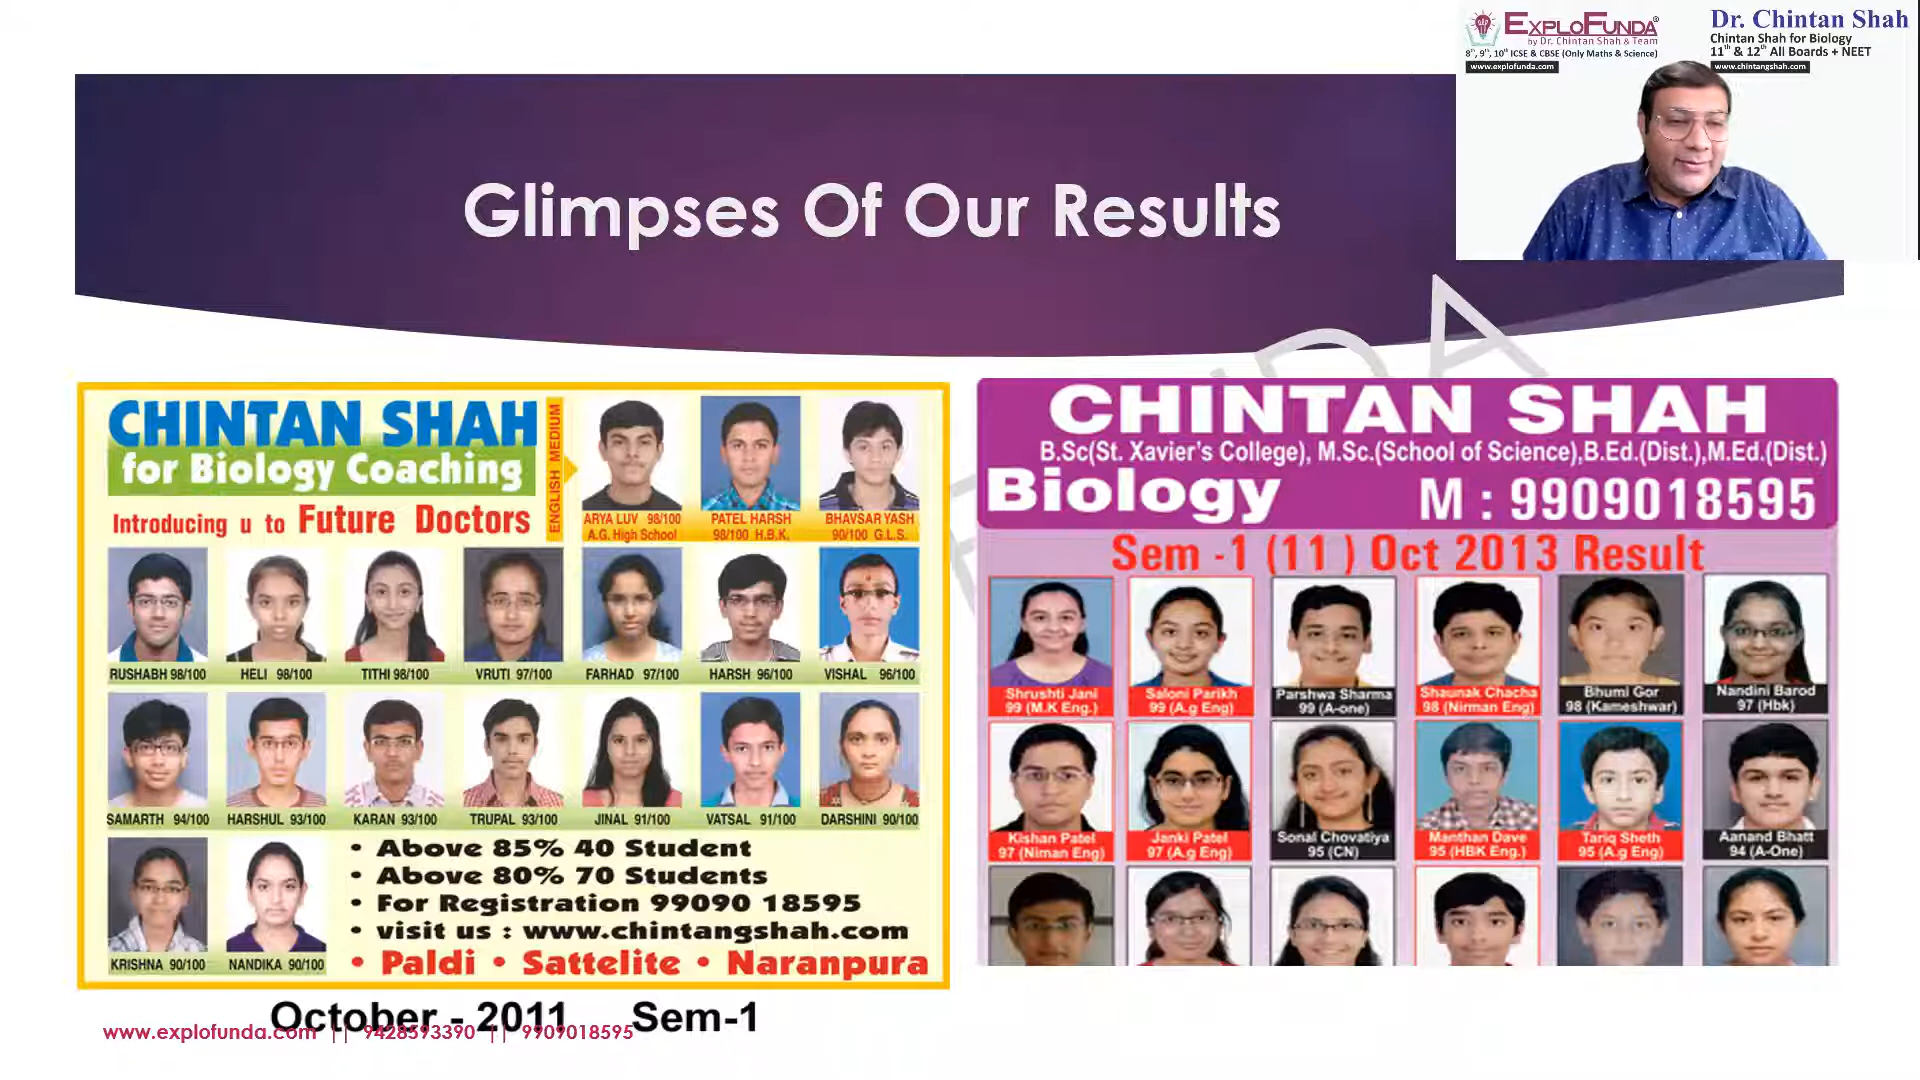 EXPLOFUNDA®
by Dr. Chintan Shah & Team
8th, 9th, 10th ICSE & CBSE (Only Maths & Science)
www.explofunda.com
Dr. Chintan Shah
Chintan Shah for Biology
11th & 12th All Boards + NEET
www.chintangshah.com
Glimpses Of Our Results
CHINTAN SHAH
for Biology Coaching
Introducing u to Future Doctors
ENGLISH MEDIUM
ARYA LUV 98/100
A.G. High School
PATEL HARSH
98/100 H.B.K.
BHAVSAR YASH
90/100 G.L.S.
RUSHABH 98/100
HELI 98/100
TITHI 98/100
VRUTI 97/100
FARHAD 97/100
HARSH 96/100
VISHAL 96/100
SAMARTH 94/100
HARSHUL 93/100
KARAN 93/100
TRUPAL 93/100
JINAL 91/100
VATSAL 91/100
DARSHINI 90/100
KRISHNA 90/100
NANDIKA 90/100
• Above 85% 40 Student
• Above 80% 70 Students
• For Registration 99090 18595
• visit us : www.chintangshah.com
• Paldi • Sattelite • Naranpura
October - 2011 Sem-1
CHINTAN SHAH
B.Sc(St. Xavier's College), M.Sc.(School of Science),B.Ed.(Dist.),M.Ed.(Dist.)
Biology M : 9909018595
Sem -1 (11 ) Oct 2013 Result
Shrushti Jani
99 (M.K Eng.)
Saloni Parikh
99 (A.g Eng)
Parshwa Sharma
99 (A-one)
Shaunak Chacha
98 (Nirman Eng)
Bhumi Gor
98 (Kameshwar)
Nandini Barod
97 (Hbk)
Kishan Patel
97 (Niman Eng)
Janki Patel
97 (A.g Eng)
Sonal Chovatiya
95 (CN)
Manthan Dave
95 (HBK Eng.)
Tariq Sheth
95 (A.g Eng)
Aanand Bhatt
94 (A-One)
www.explofunda.com || 9428593390 || 9909018595